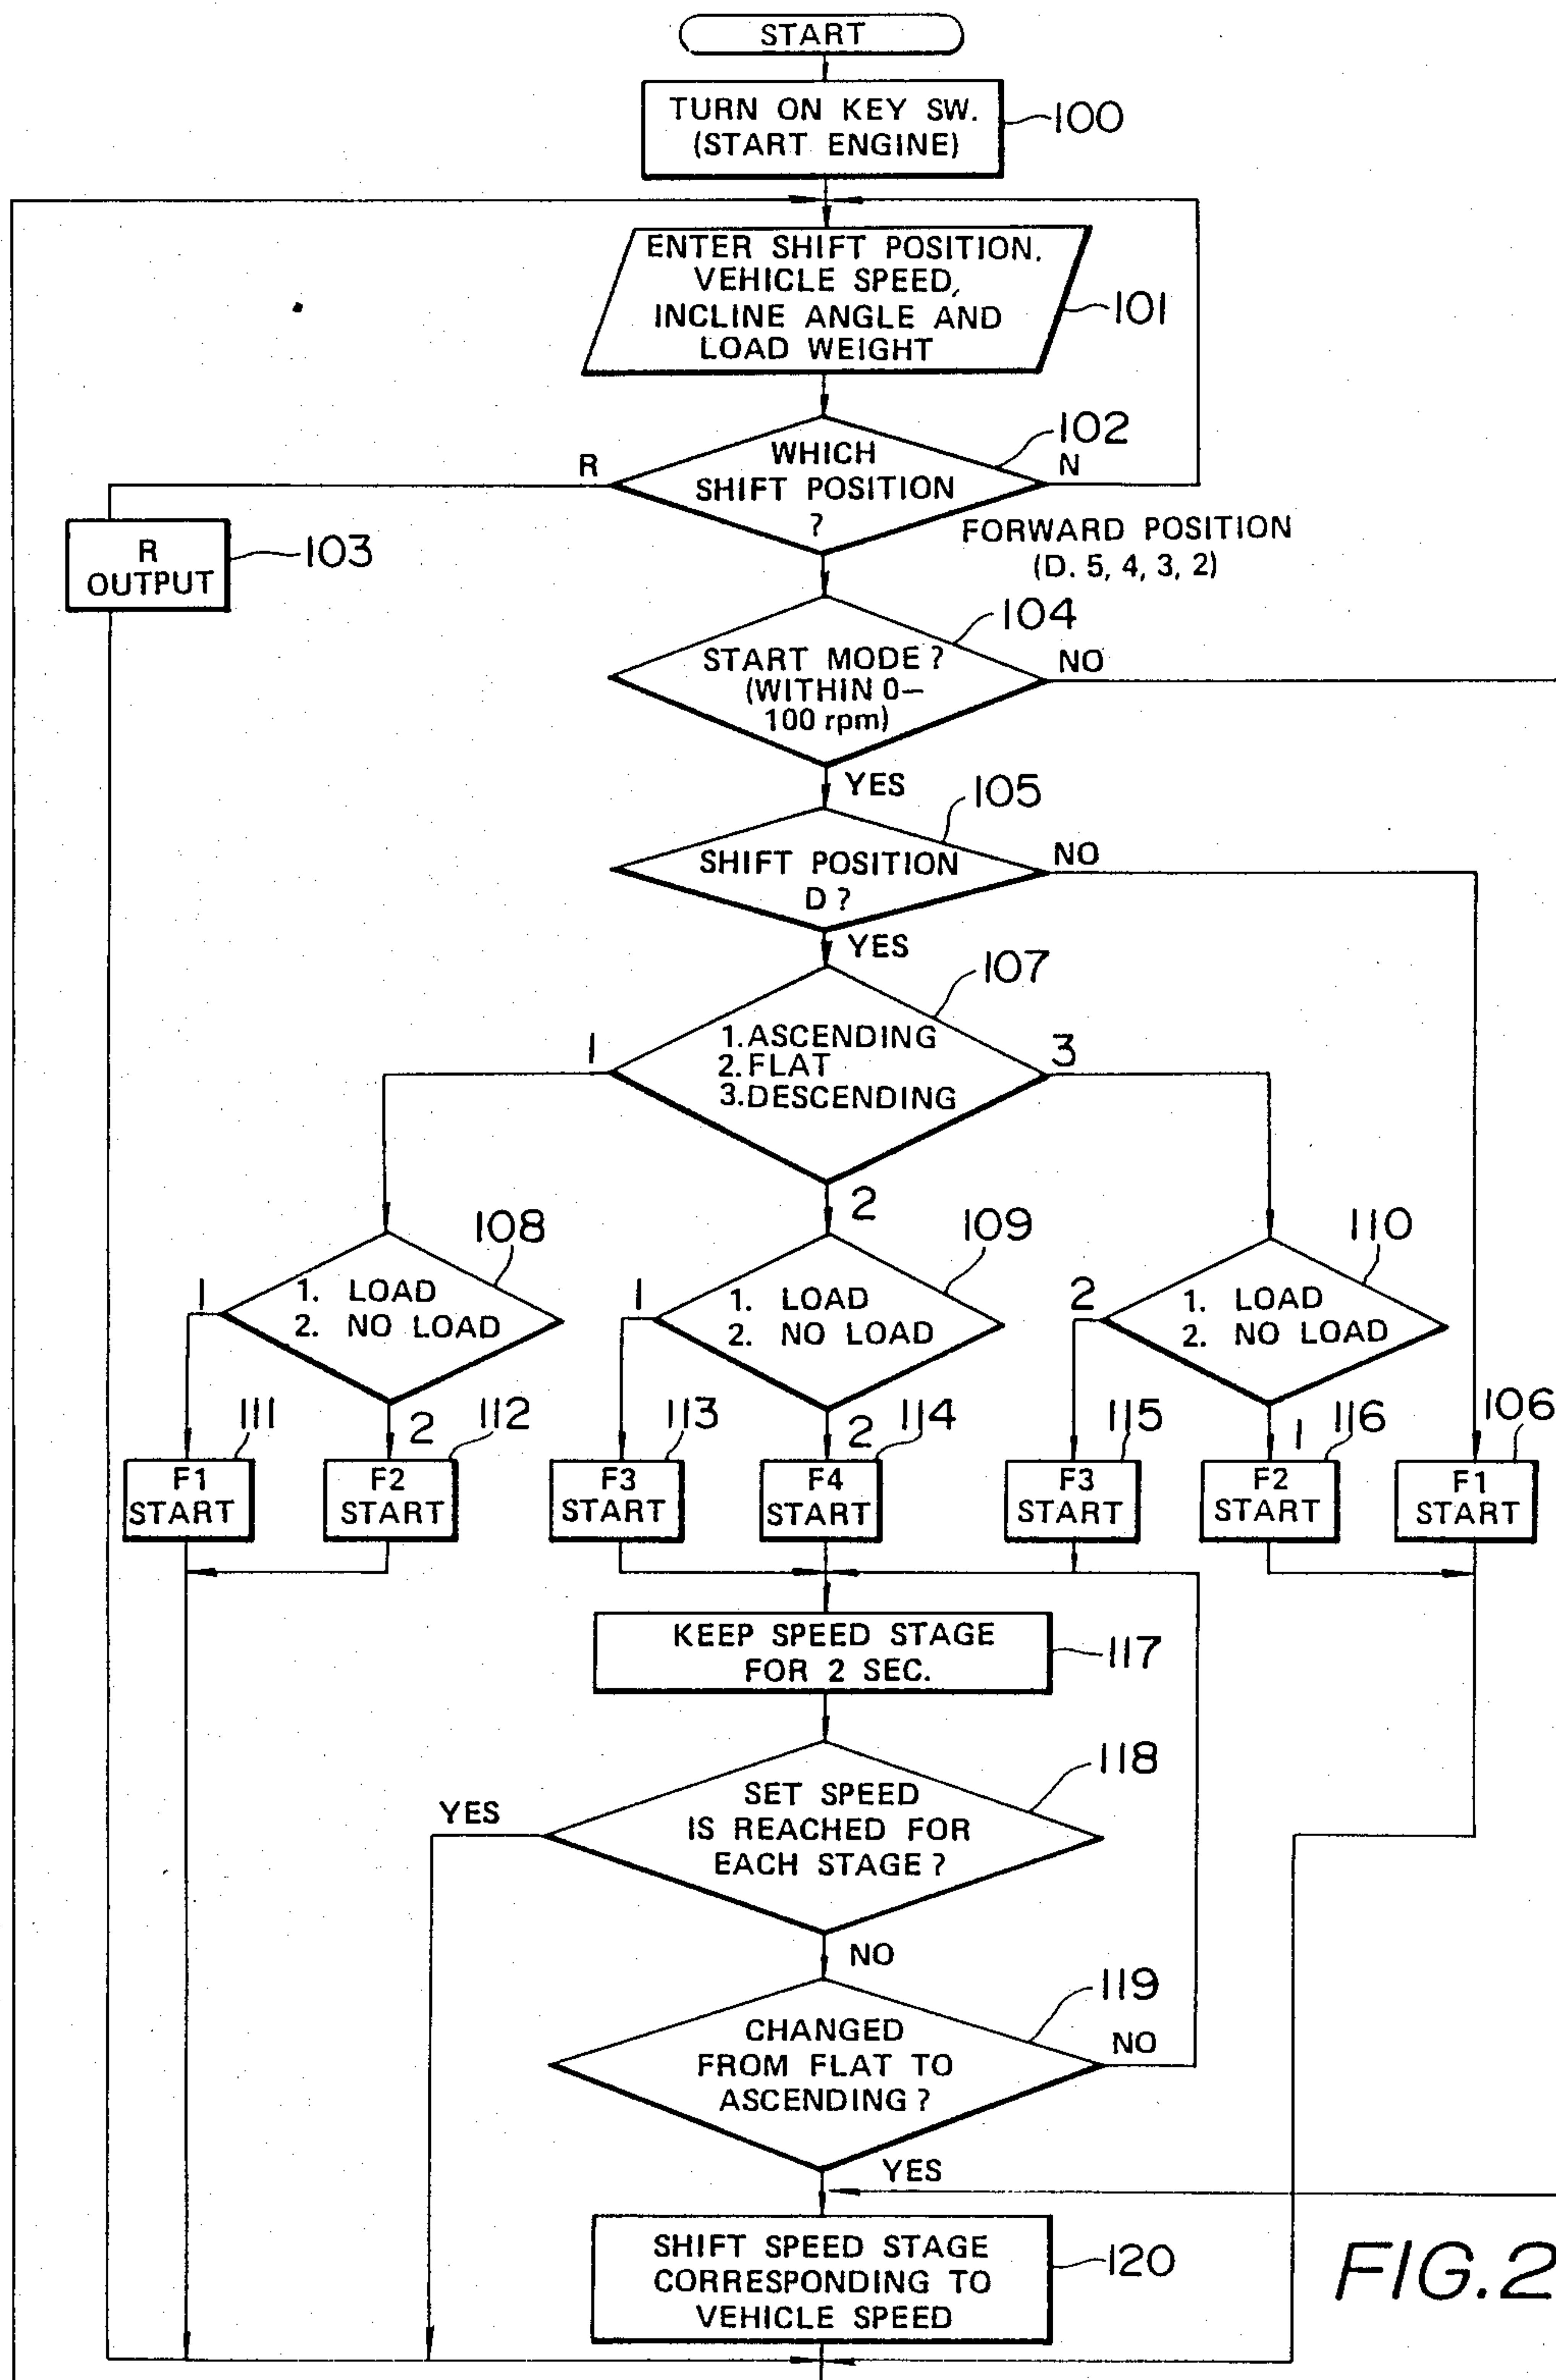 START
TURN ON KEY SW.
(START ENGINE)
100
ENTER SHIFT POSITION.
VEHICLE SPEED,
INCLINE ANGLE AND
LOAD WEIGHT
101
WHICH
SHIFT POSITION
?
102
R
N
R
OUTPUT
103
FORWARD POSITION
(D. 5, 4, 3, 2)
START MODE ?
(WITHIN 0–
100 rpm)
104
NO
YES
SHIFT POSITION
D ?
105
NO
YES
1. ASCENDING
2. FLAT
3. DESCENDING
107
1
3
2
1. LOAD
2. NO LOAD
108
1
2
1. LOAD
2. NO LOAD
109
1
2
1. LOAD
2. NO LOAD
110
2
1
F1
START
111
F2
START
112
F3
START
113
F4
START
114
F3
START
115
F2
START
116
F1
START
106
KEEP SPEED STAGE
FOR 2 SEC.
117
SET SPEED
IS REACHED FOR
EACH STAGE ?
118
YES
NO
CHANGED
FROM FLAT TO
ASCENDING ?
119
NO
YES
SHIFT SPEED STAGE
CORRESPONDING TO
VEHICLE SPEED
120
FIG.2